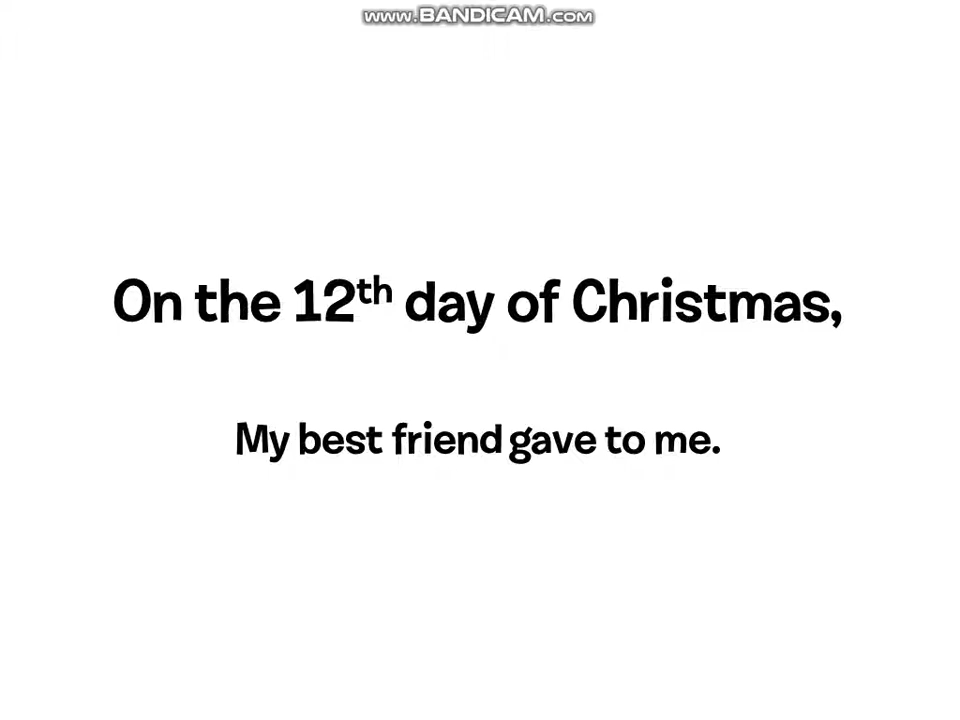 www.BANDICAM.com
On the 12th day of Christmas,
My best friend gave to me.